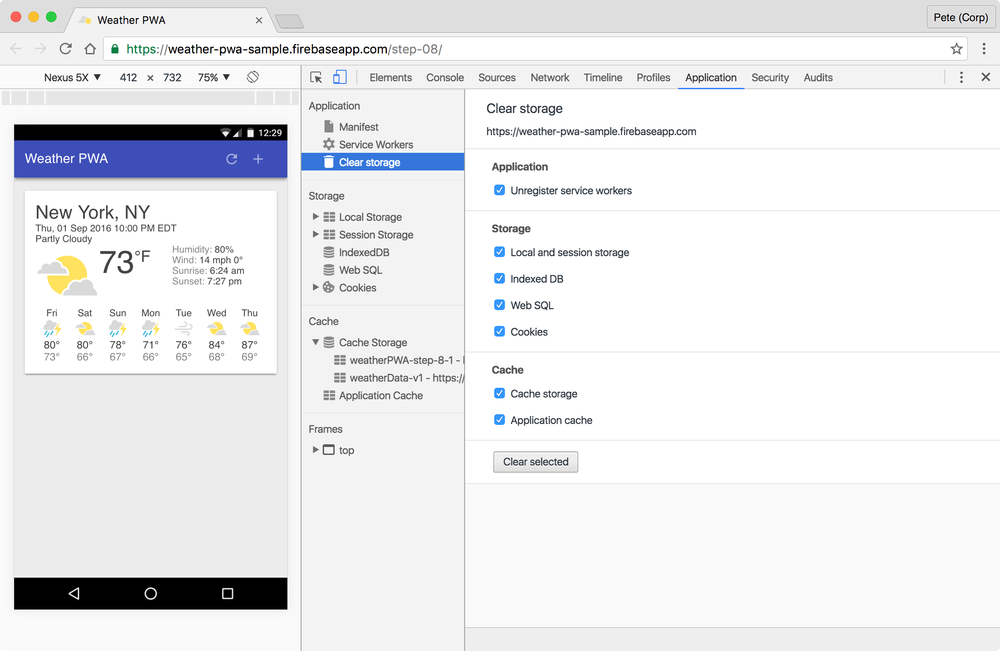 Weather PWA
Pete (Corp)
https://weather-pwa-sample.firebaseapp.com/step-08/
Nexus 5X 412 × 732 75%
Elements Console Sources Network Timeline Profiles Application Security Audits
12:29
Weather PWA
New York, NY
Thu, 01 Sep 2016 10:00 PM EDT
Partly Cloudy
73°F
Humidity: 80%
Wind: 14 mph 0°
Sunrise: 6:24 am
Sunset: 7:27 pm
Fri Sat Sun Mon Tue Wed Thu
80° 80° 78° 71° 76° 84° 87°
73° 66° 67° 66° 65° 68° 69°
Application
Manifest
Service Workers
Clear storage
Storage
Local Storage
Session Storage
IndexedDB
Web SQL
Cookies
Cache
Cache Storage
weatherPWA-step-8-1 -
weatherData-v1 - https://
Application Cache
Frames
top
Clear storage
https://weather-pwa-sample.firebaseapp.com
Application
Unregister service workers
Storage
Local and session storage
Indexed DB
Web SQL
Cookies
Cache
Cache storage
Application cache
Clear selected